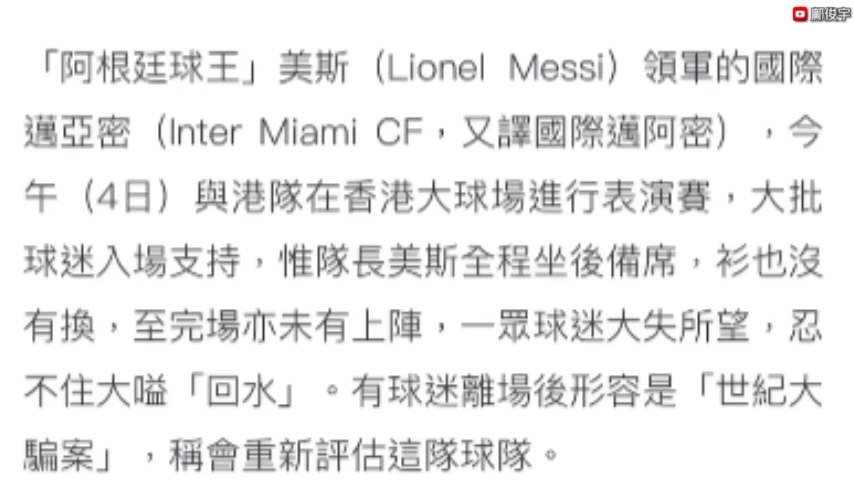 鄺俊宇
「阿根廷球王」美斯（Lionel Messi）領軍的國際
邁亞密（Inter Miami CF，又譯國際邁阿密），今
午（4日）與港隊在香港大球場進行表演賽，大批
球迷入場支持，惟隊長美斯全程坐後備席，衫也沒
有換，至完場亦未有上陣，一眾球迷大失所望，忍
不住大嗌「回水」。有球迷離場後形容是「世紀大
騙案」，稱會重新評估這隊球隊。